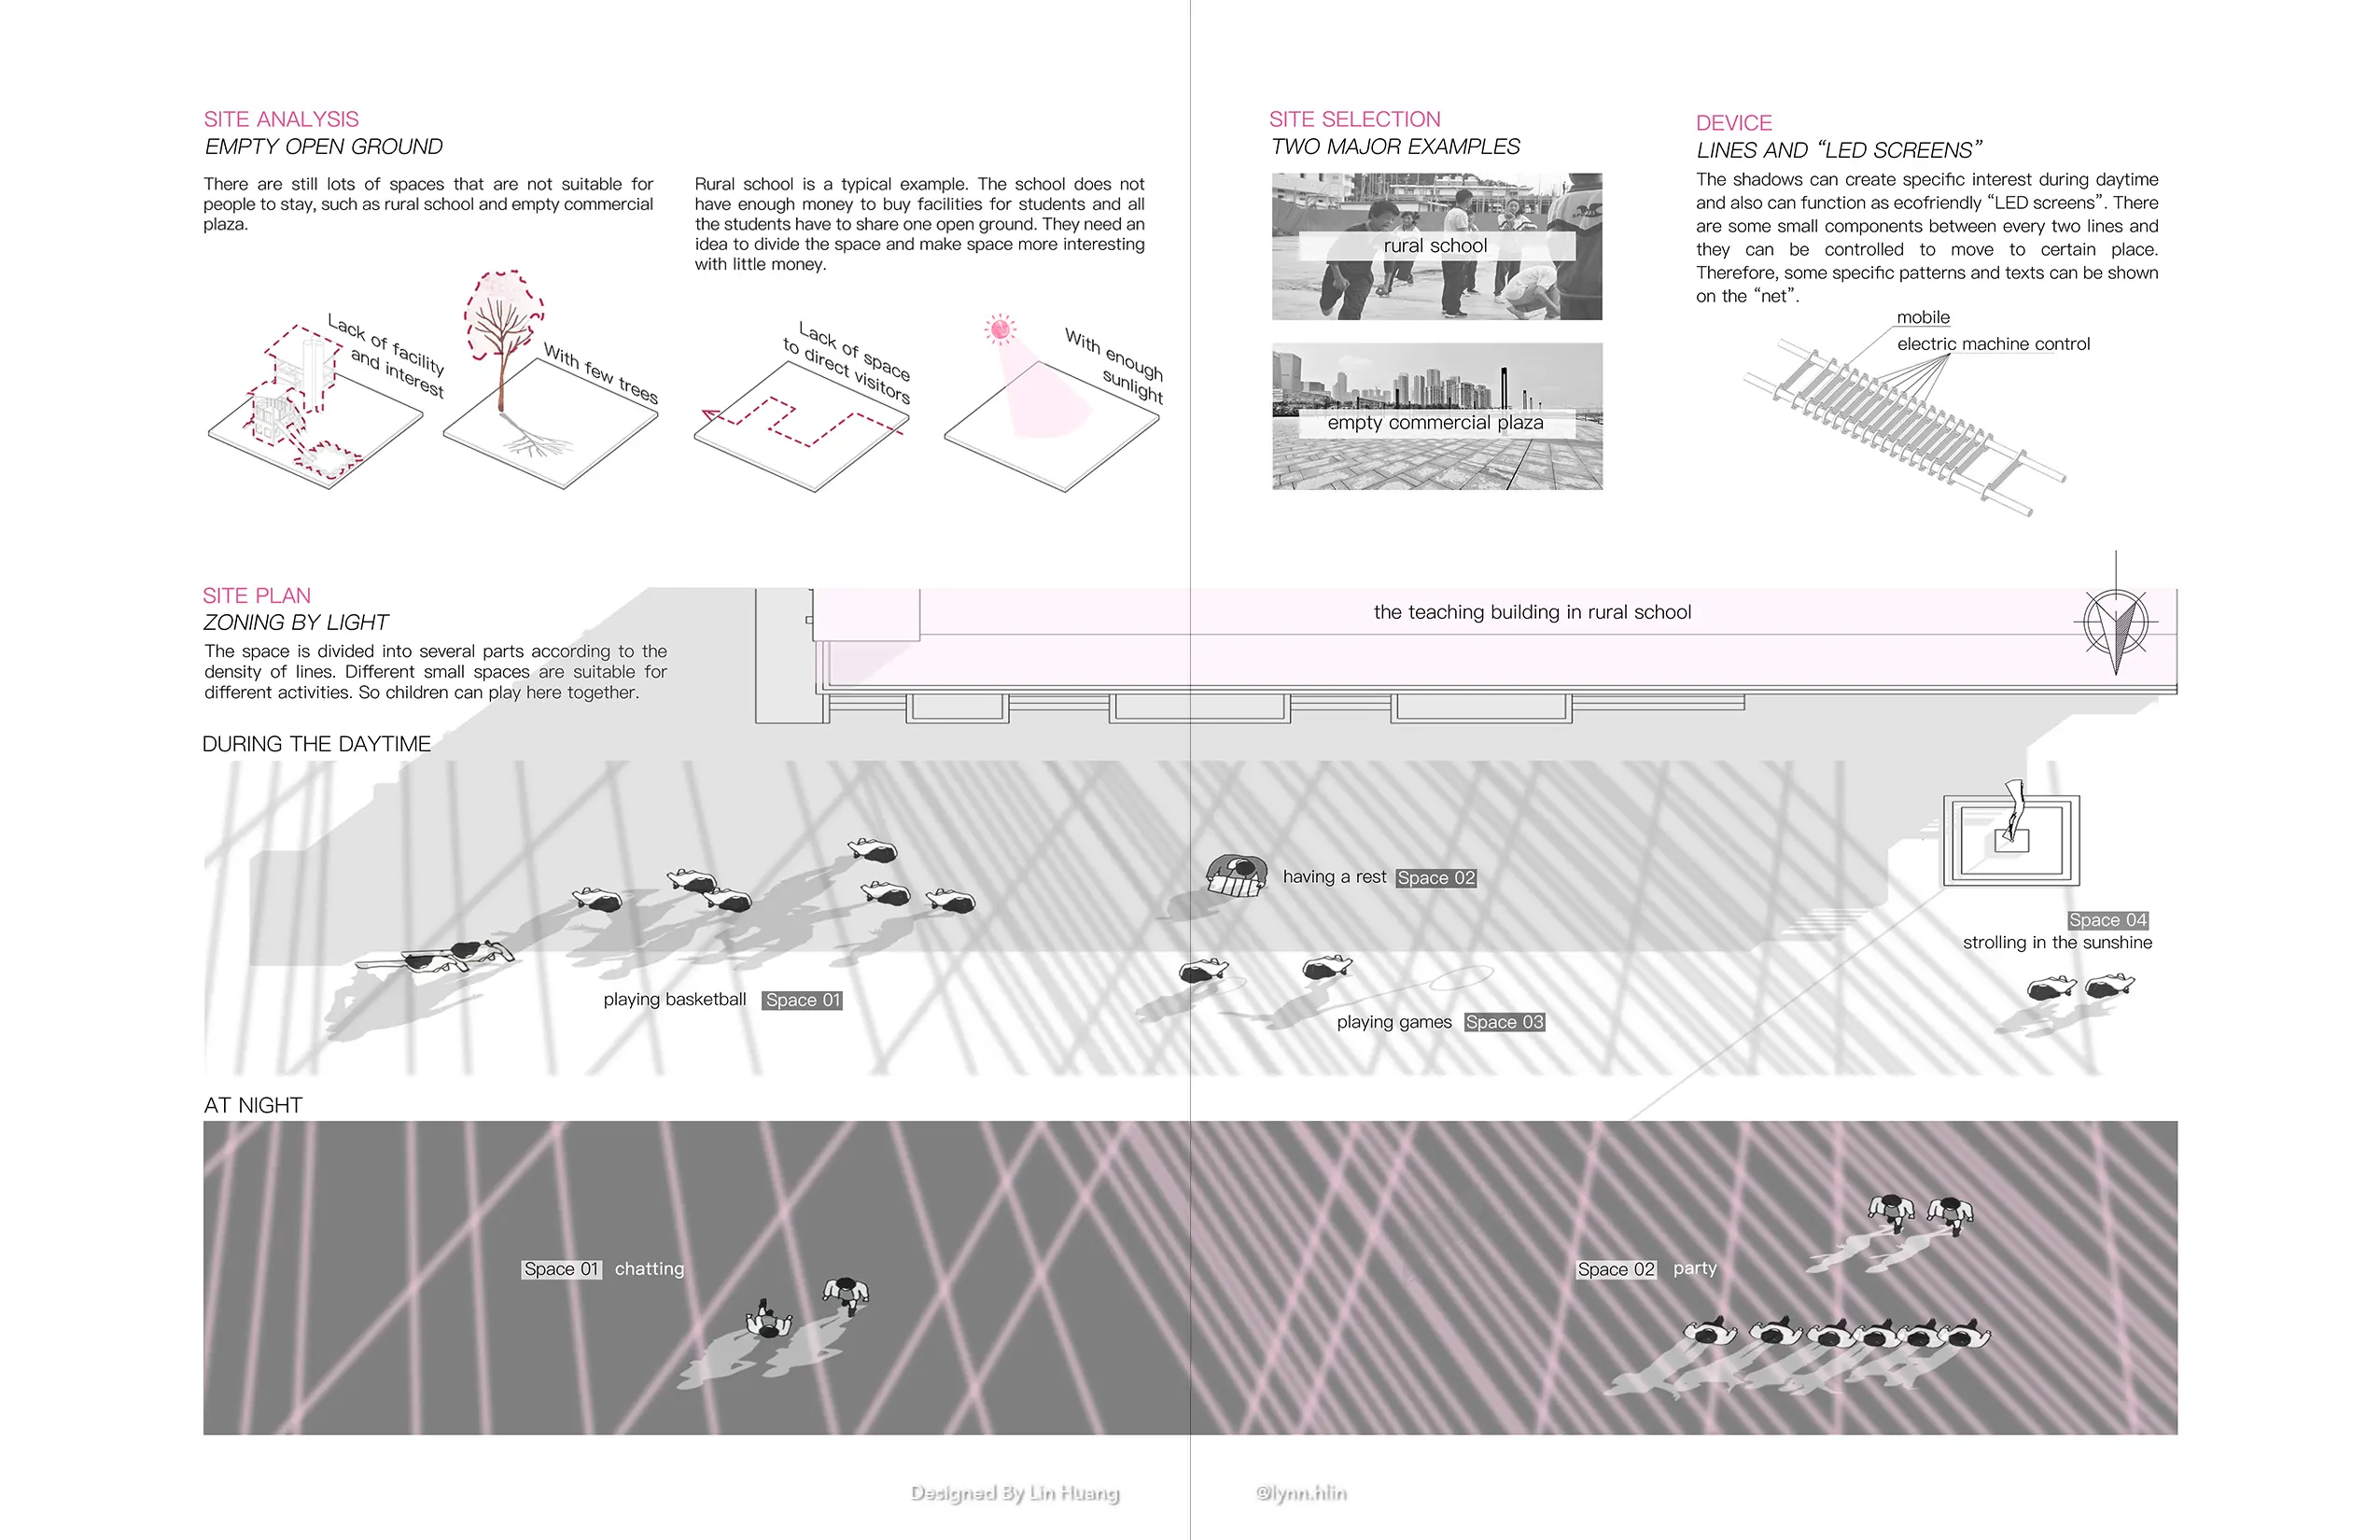 SITE ANALYSIS
EMPTY OPEN GROUND
There are still lots of spaces that are not suitable for
people to stay, such as rural school and empty commercial
plaza.
Rural school is a typical example. The school does not
have enough money to buy facilities for students and all
the students have to share one open ground. They need an
idea to divide the space and make space more interesting
with little money.
Lack of facility
and interest
With few trees
Lack of space
to direct visitors
With enough
sunlight
SITE SELECTION
TWO MAJOR EXAMPLES
rural school
empty commercial plaza
DEVICE
LINES AND “LED SCREENS”
The shadows can create specific interest during daytime
and also can function as ecofriendly “LED screens”. There
are some small components between every two lines and
they can be controlled to move to certain place.
Therefore, some specific patterns and texts can be shown
on the “net”.
mobile
electric machine control
SITE PLAN
ZONING BY LIGHT
The space is divided into several parts according to the
density of lines. Different small spaces are suitable for
different activities. So children can play here together.
the teaching building in rural school
DURING THE DAYTIME
having a rest Space 02
Space 04
strolling in the sunshine
playing basketball Space 01
playing games Space 03
AT NIGHT
Space 01 chatting
Space 02 party
Designed By Lin Huang
@lynn.hlin